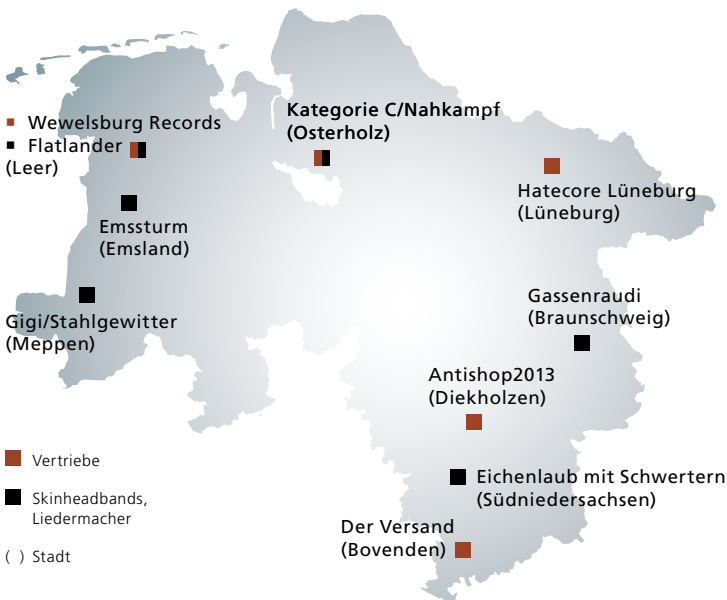 Wewelsburg Records
Flatlander
(Leer)
Kategorie C/Nahkampf
(Osterholz)
Hatecore Lüneburg
(Lüneburg)
Emssturm
(Emsland)
Gigi/Stahlgewitter
(Meppen)
Gassenraudi
(Braunschweig)
Antishop2013
(Diekholzen)
Eichenlaub mit Schwertern
(Südniedersachsen)
Der Versand
(Bovenden)
Vertriebe
Skinheadbands,
Liedermacher
( ) Stadt